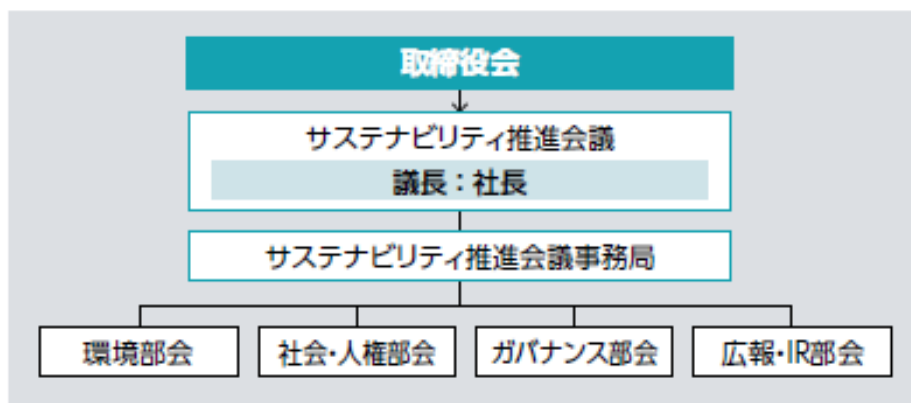 取締役会
サステナビリティ推進会議
議長：社長
サステナビリティ推進会議事務局
環境部会
社会・人権部会
ガバナンス部会
広報・IR部会